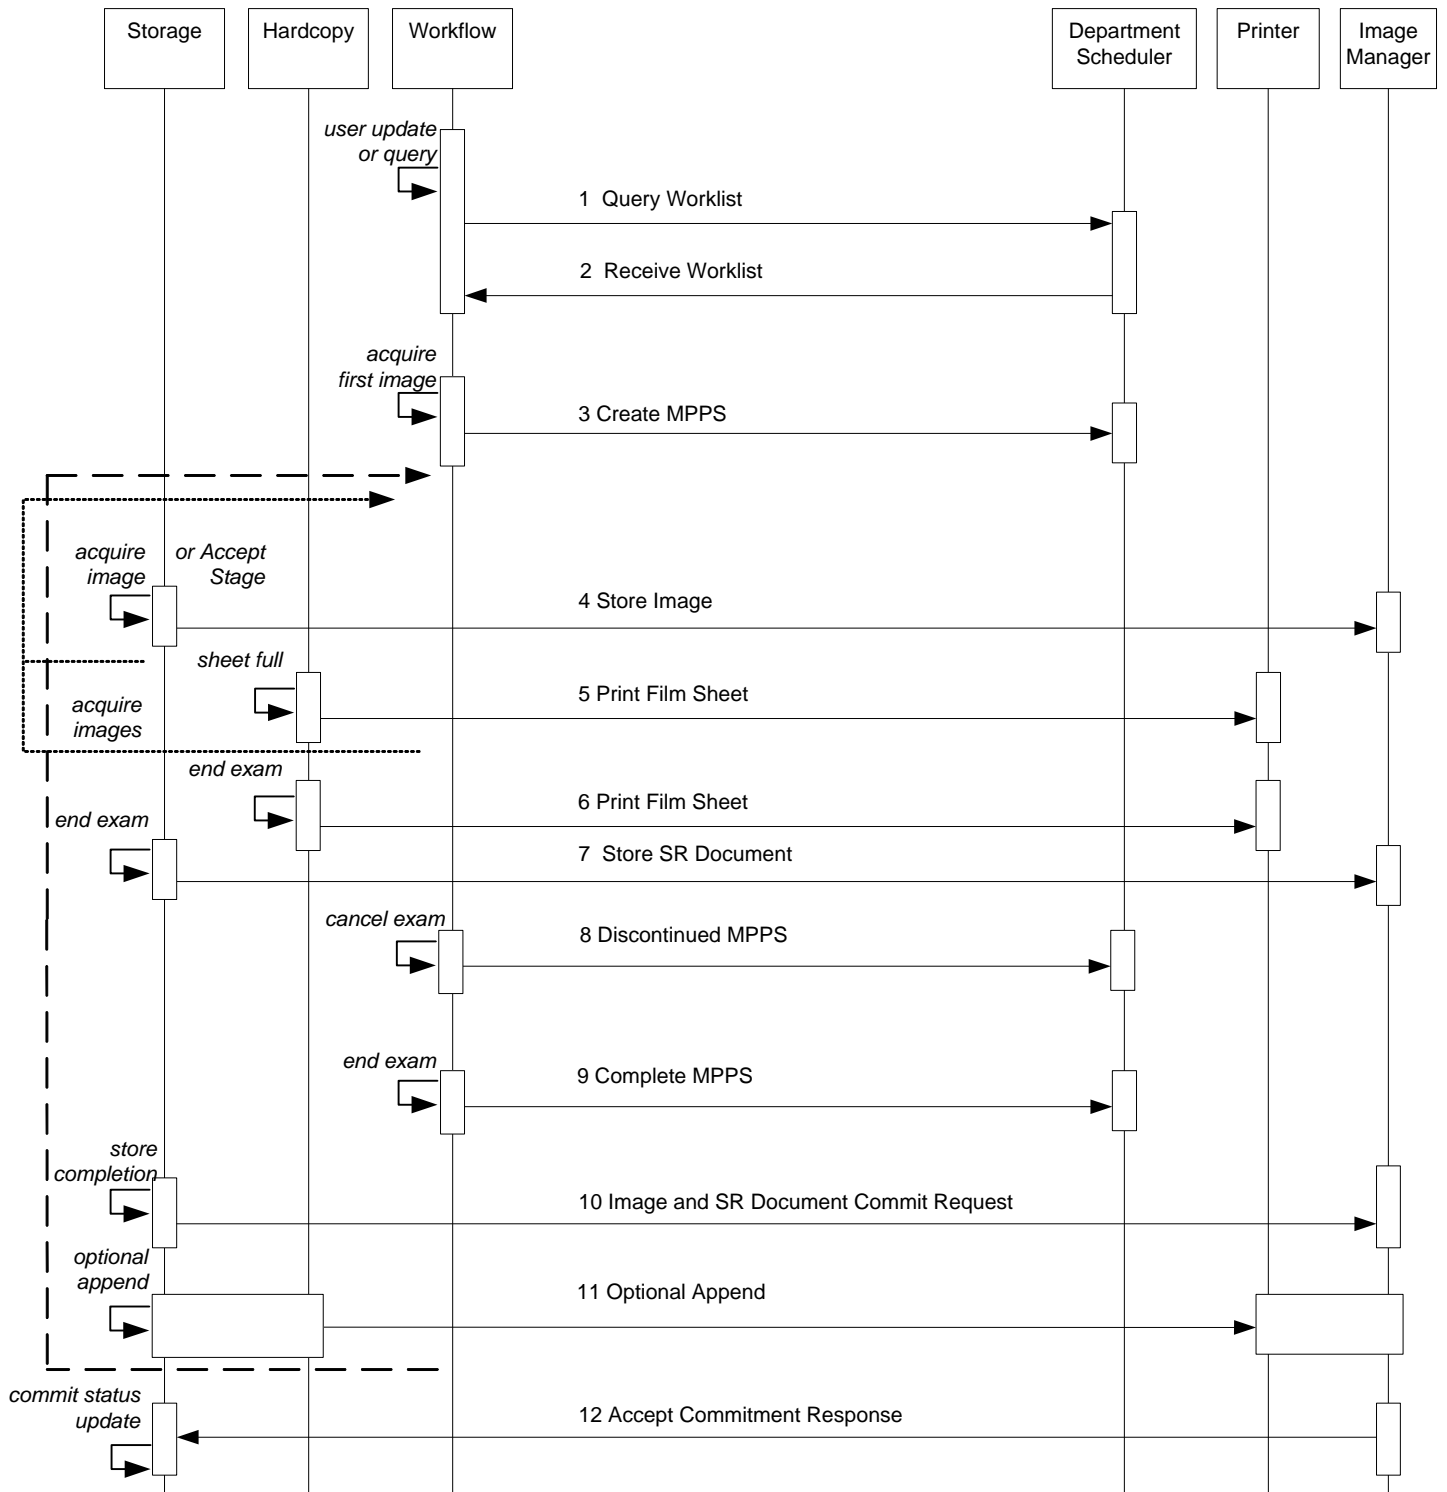 Storage
Hardcopy
Workflow
Department
Scheduler
Printer
Image
Manager
user update
or query
1 Query Worklist
2 Receive Worklist
acquire
first image
3 Create MPPS
acquire
image
or Accept
Stage
4 Store Image
sheet full
5 Print Film Sheet
acquire
images
end exam
6 Print Film Sheet
end exam
7 Store SR Document
cancel exam
8 Discontinued MPPS
end exam
9 Complete MPPS
store
completion
10 Image and SR Document Commit Request
optional
append
11 Optional Append
commit status
update
12 Accept Commitment Response